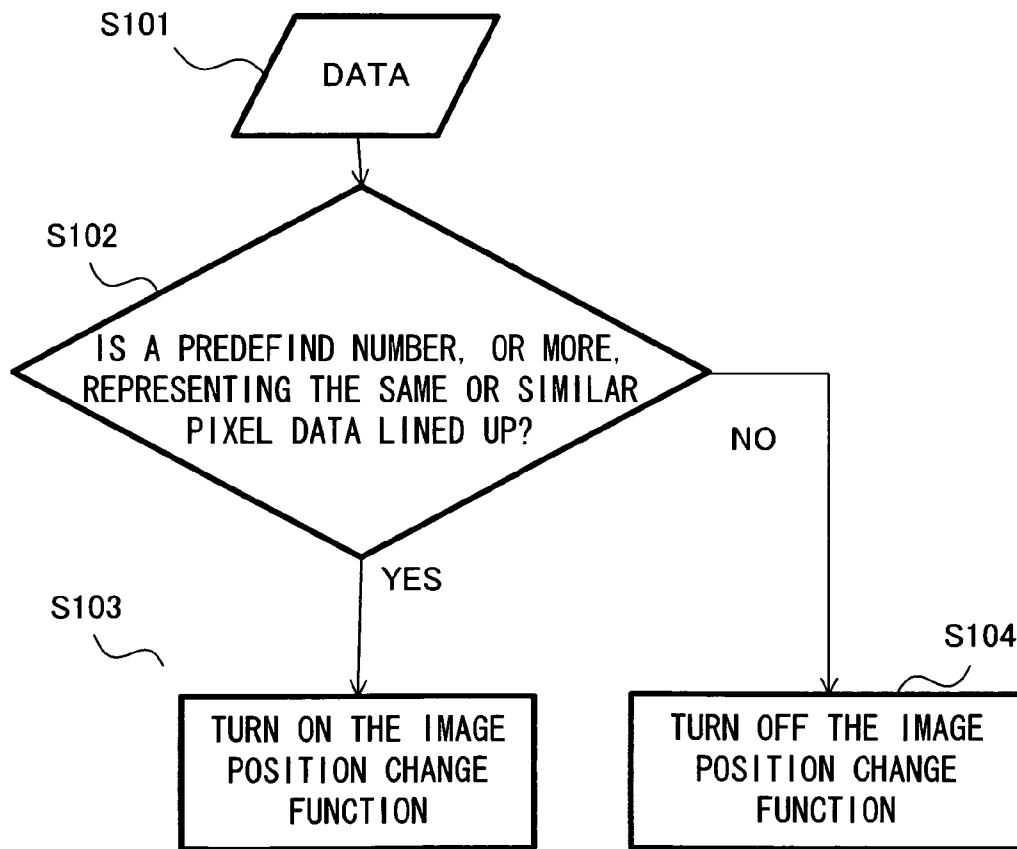 S101
DATA
S102
IS A PREDEFIND NUMBER, OR MORE,
REPRESENTING THE SAME OR SIMILAR
PIXEL DATA LINED UP?
NO
YES
S103
S104
TURN ON THE IMAGE
POSITION CHANGE
FUNCTION
TURN OFF THE IMAGE
POSITION CHANGE
FUNCTION